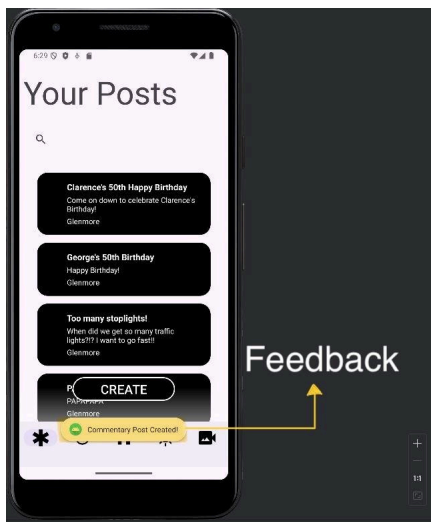 6:29
Your Posts
Clarence's 50th Happy Birthday
Come on down to celebrate Clarence's
Birthday!
Glenmore
George's 50th Birthday
Happy Birthday!
Glenmore
Too many stoplights!
When did we get so many traffic
lights?!? I want to go fast!!
Glenmore
CREATE
Glenmore
Commentary Post Created!
Feedback
1:1